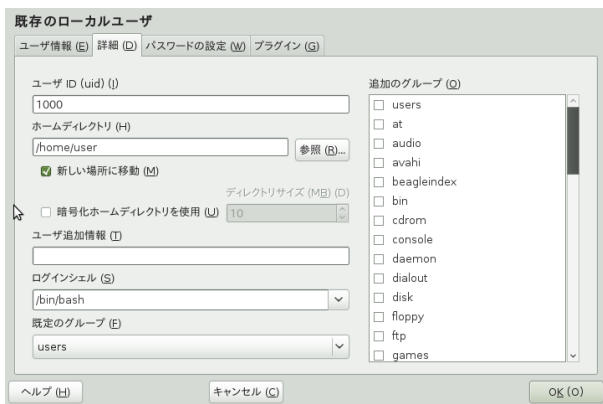 既存のローカルユーザ
ユーザ情報 (E)
詳細 (D)
パスワードの設定 (W)
プラグイン (G)
ユーザ ID (uid) (I)
1000
ホームディレクトリ (H)
/home/user
参照 (R)...
新しい場所に移動 (M)
ディレクトリサイズ (MB) (D)
暗号化ホームディレクトリを使用 (U)
10
ユーザ追加情報 (T)
ログインシェル (S)
/bin/bash
既定のグループ (F)
users
追加のグループ (O)
users
at
audio
avahi
beagleindex
bin
cdrom
console
daemon
dialout
disk
floppy
ftp
games
ヘルプ (H)
キャンセル (C)
OK (O)